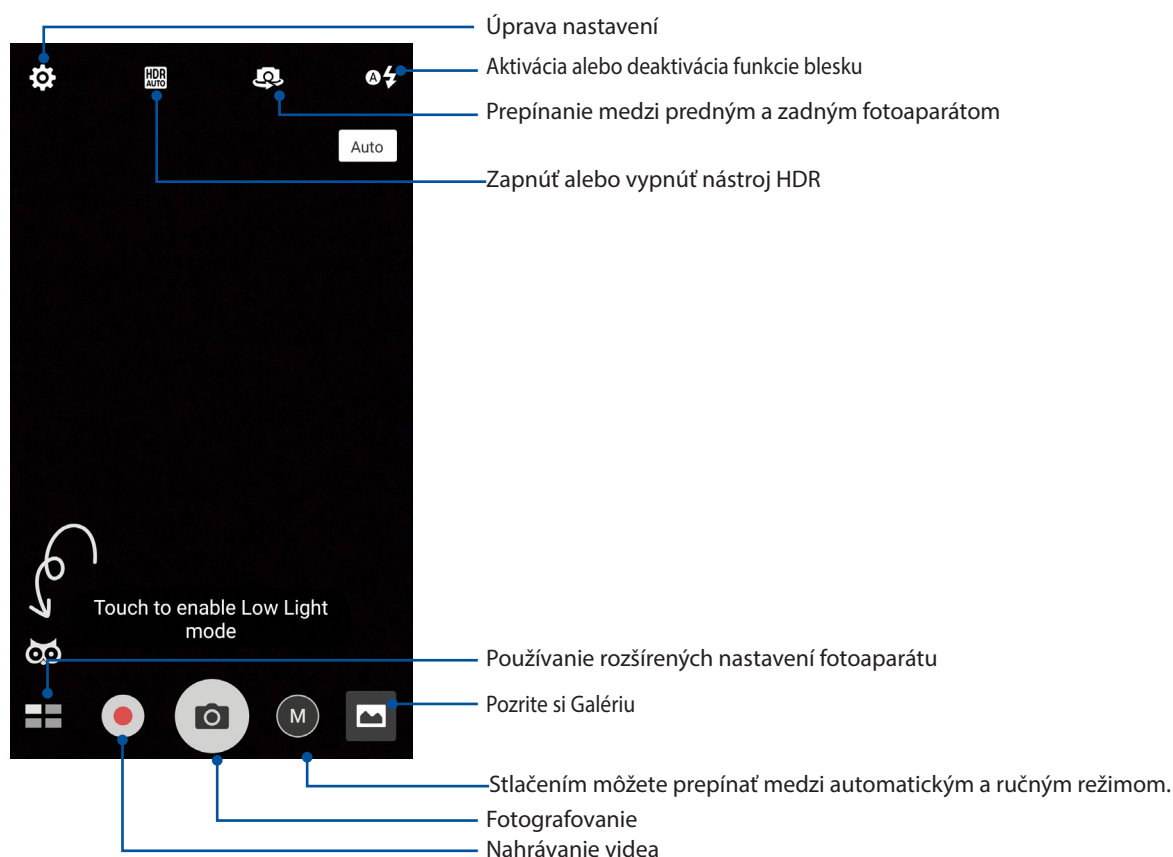 Úprava nastavení
Aktivácia alebo deaktivácia funkcie blesku
HDR
AUTO
A
Prepínanie medzi predným a zadným fotoaparátom
Auto
Zapnúť alebo vypnúť nástroj HDR
Touch to enable Low Light
mode
Používanie rozšírených nastavení fotoaparátu
Pozrite si Galériu
M
Stlačením môžete prepínať medzi automatickým a ručným režimom.
Fotografovanie
Nahrávanie videa